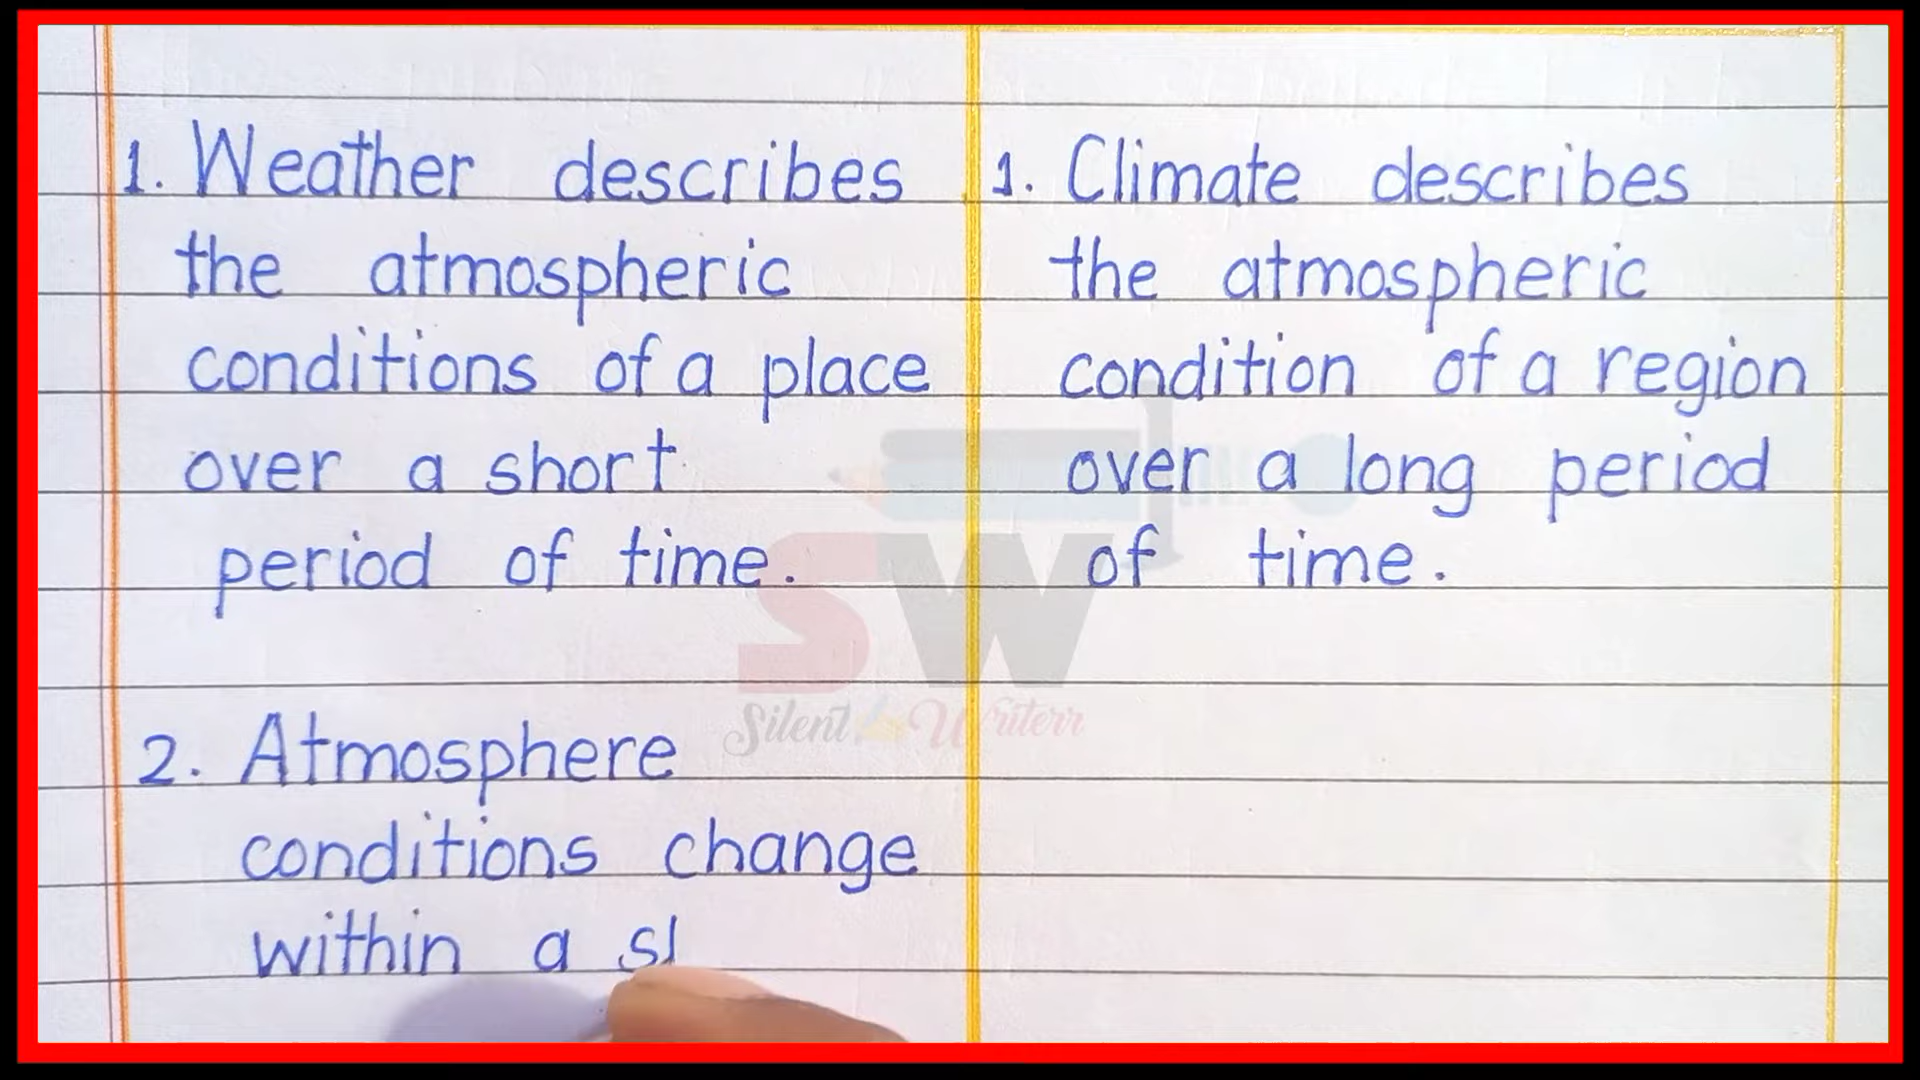 1. Weather describes
the atmospheric
conditions of a place
over a short
period of time.
2. Atmosphere
conditions change
within a
1. Climate describes
the atmospheric
condition of a region
over a long period
of time.
SW
Silent Writerr